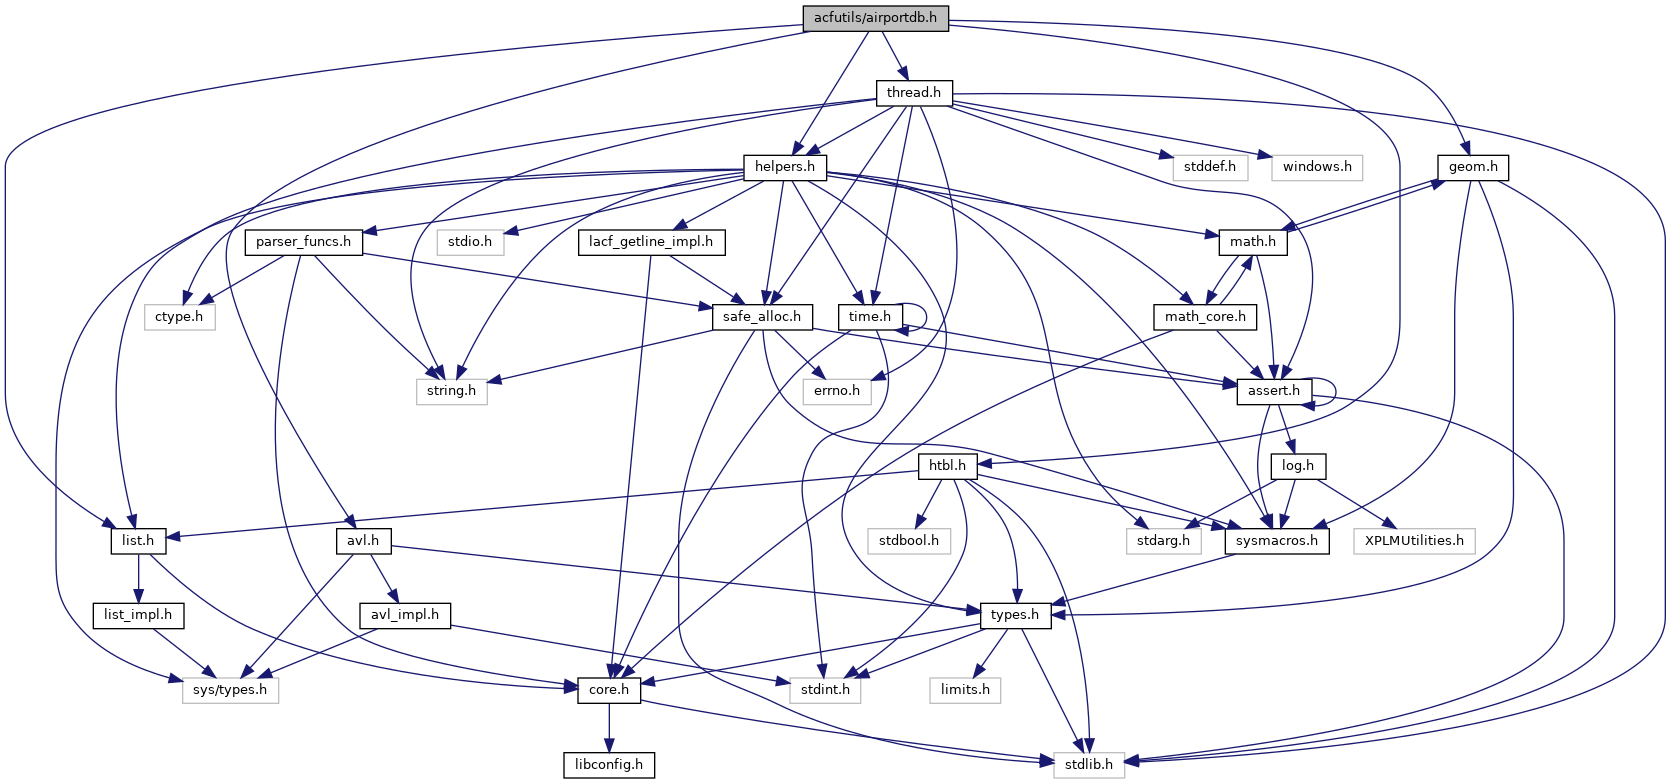 acfutils/airportdb.h
thread.h
helpers.h
stddef.h
windows.h
geom.h
parser_funcs.h
stdio.h
lacf_getline_impl.h
math.h
ctype.h
safe_alloc.h
time.h
math_core.h
string.h
errno.h
assert.h
htbl.h
log.h
list.h
avl.h
stdbool.h
stdarg.h
sysmacros.h
XPLMUtilities.h
list_impl.h
avl_impl.h
types.h
sys/types.h
core.h
stdint.h
limits.h
libconfig.h
stdlib.h